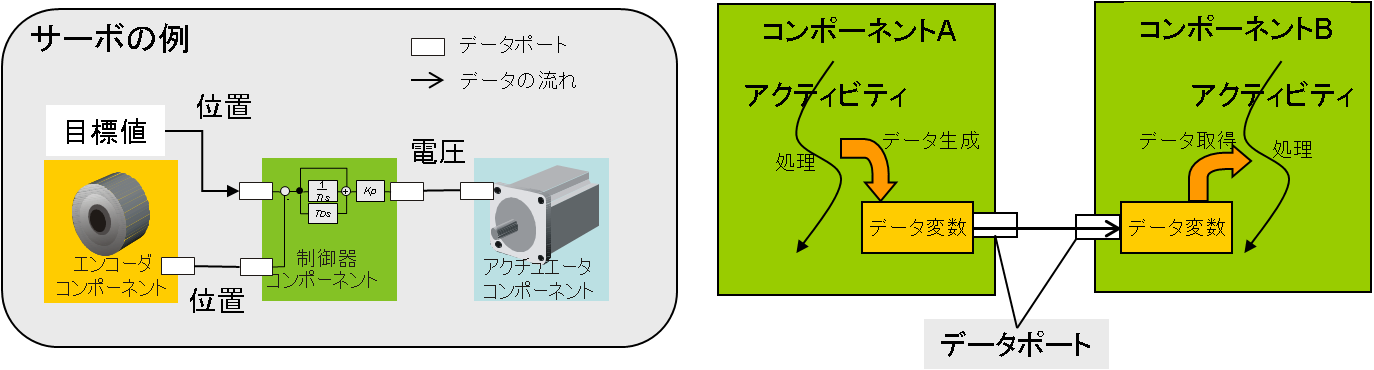 サーボの例
データポート
データの流れ
位置
目標値
電圧
1
TIs
TDs
Kp
エンコーダ
コンポーネント
位置
制御器
コンポーネント
アクチュエータ
コンポーネント
コンポーネントA
アクティビティ
処理
データ生成
データ変数
コンポーネントB
アクティビティ
データ取得
処理
データ変数
データポート